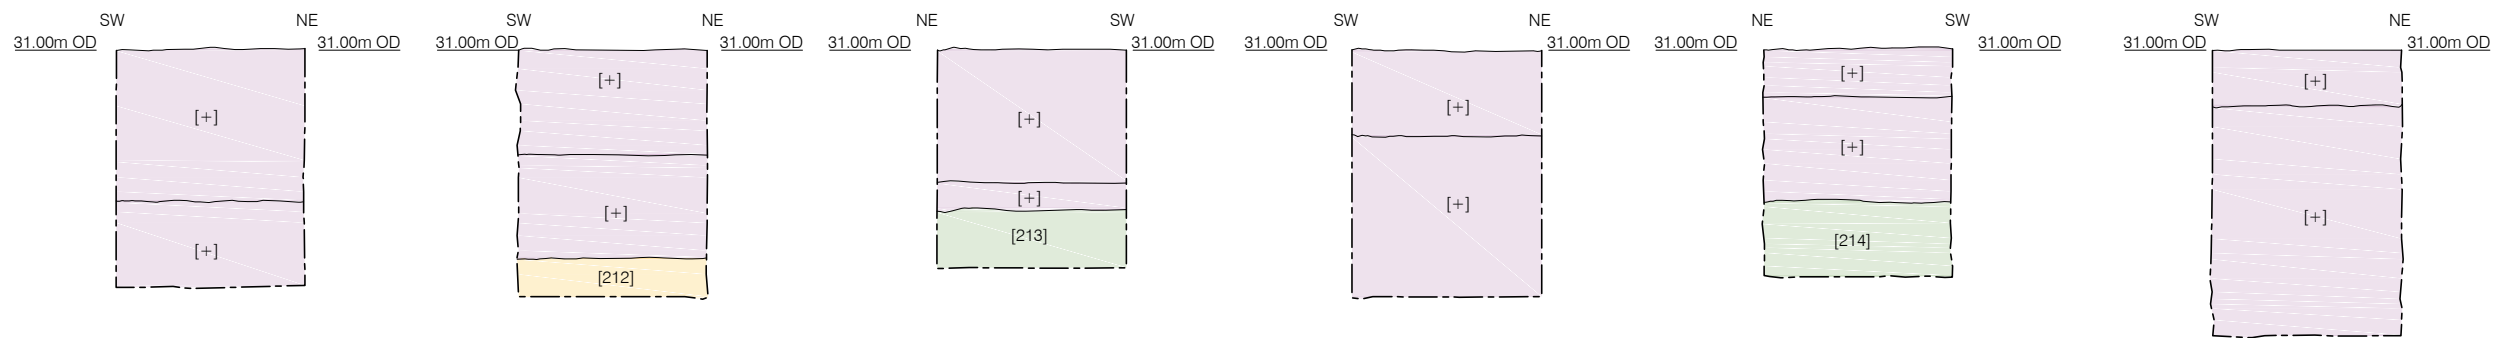 SW NE SW NE NE SW SW NE NE SW SW NE
31.00m OD 31.00m OD 31.00m OD 31.00m OD 31.00m OD 31.00m OD 31.00m OD 31.00m OD 31.00m OD 31.00m OD 31.00m OD 31.00m OD
[+] [+] [+] [+] [+] [+]
[+] [+] [+] [+] [+] [+]
[212] [213] [214]